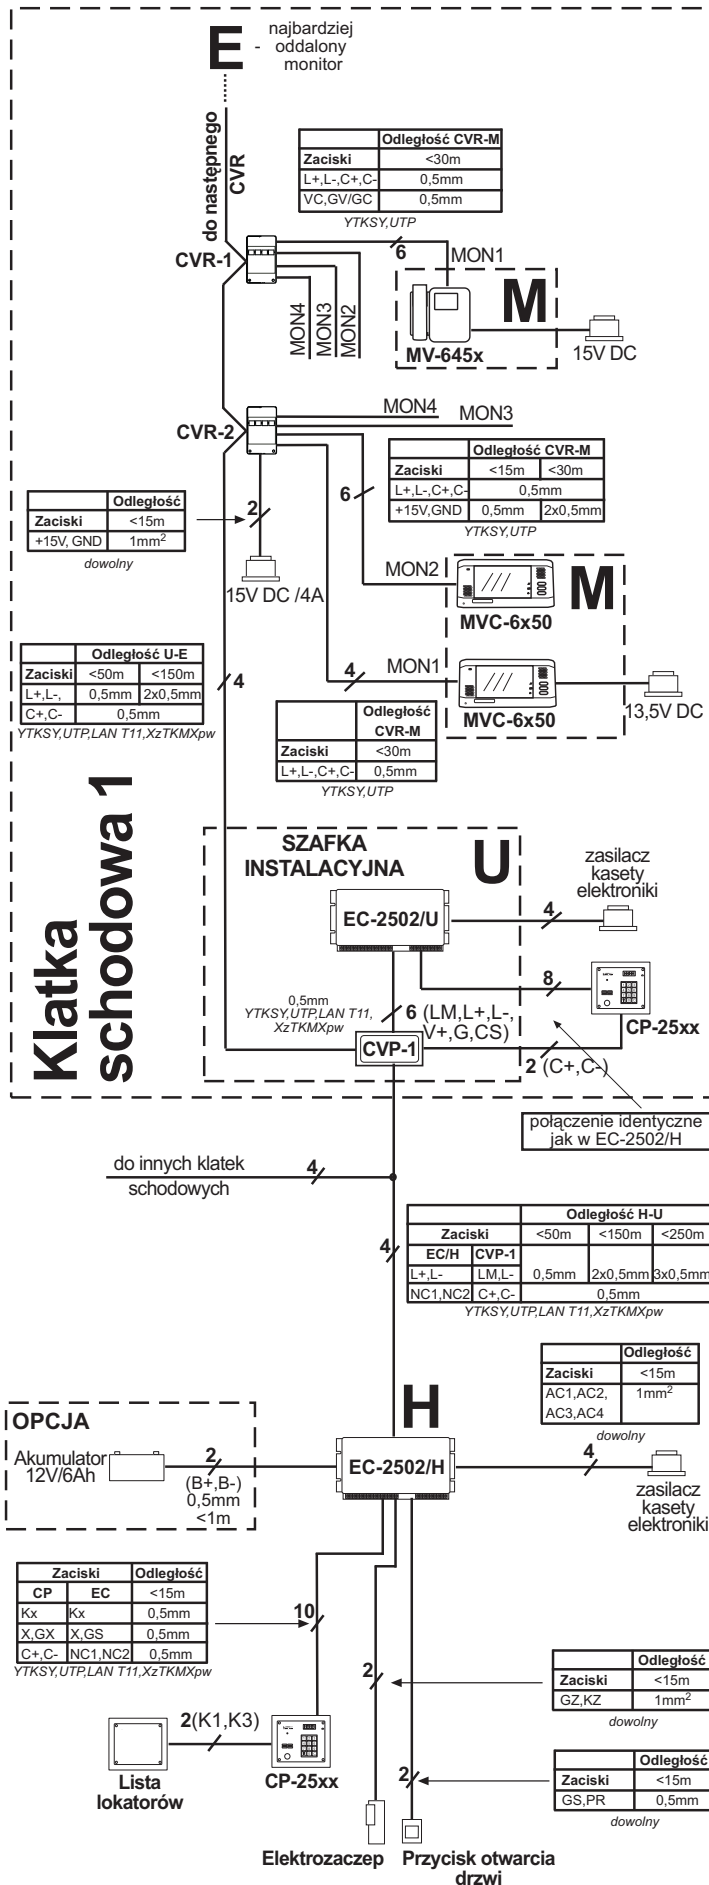 E
- najbardziej
oddalony
monitor
do następnego
CVR
Odległość CVR-M
Zaciski <30m
L+,L-,C+,C- 0,5mm
VC,GV/GC 0,5mm
YTKSY,UTP
CVR-1
6
MON1
MON4
MON3
MON2
M
MV-645x
15V DC
CVR-2
MON4
MON3
Odległość CVR-M
Zaciski <15m <30m
L+,L-,C+,C- 0,5mm
+15V,GND 0,5mm 2x0,5mm
YTKSY,UTP
6
Odległość
Zaciski <15m
+15V, GND 1mm²
dowolny
2
15V DC /4A
MON2
M
MVC-6x50
Odległość U-E
Zaciski <50m <150m
L+,L-, 0,5mm 2x0,5mm
C+,C- 0,5mm
YTKSY,UTP,LAN T11,XzTKMXpw
4
4
MON1
MVC-6x50
13,5V DC
Odległość
CVR-M
Zaciski <30m
L+,L-,C+,C- 0,5mm
YTKSY,UTP
Klatka
schodowa 1
SZAFKA
INSTALACYJNA
U
zasilacz
kasety
elektroniki
EC-2502/U
4
8
0,5mm
YTKSY,UTP,LAN T11,
XzTKMXpw
6 (LM,L+,L-,
V+,G,CS)
CP-25xx
CVP-1
2 (C+,C-)
połączenie identyczne
jak w EC-2502/H
do innych klatek
schodowych
4
4
Odległość H-U
Zaciski <50m <150m <250m
EC/H CVP-1
L+,L- LM,L- 0,5mm 2x0,5mm 3x0,5mm
NC1,NC2 C+,C- 0,5mm
YTKSY,UTP,LAN T11,XzTKMXpw
Odległość
Zaciski <15m
AC1,AC2, 1mm²
AC3,AC4
dowolny
H
OPCJA
Akumulator
12V/6Ah
2
(B+,B-)
0,5mm
<1m
EC-2502/H
4
zasilacz
kasety
elektroniki
Zaciski Odległość
CP EC <15m
Kx Kx 0,5mm
X,GX X,GS 0,5mm
C+,C- NC1,NC2 0,5mm
YTKSY,UTP,LAN T11,XzTKMXpw
10
2
Odległość
Zaciski <15m
GZ,KZ 1mm²
dowolny
2(K1,K3)
Lista
lokatorów
CP-25xx
2
Odległość
Zaciski <15m
GS,PR 0,5mm
dowolny
Elektrozaczep
Przycisk otwarcia
drzwi